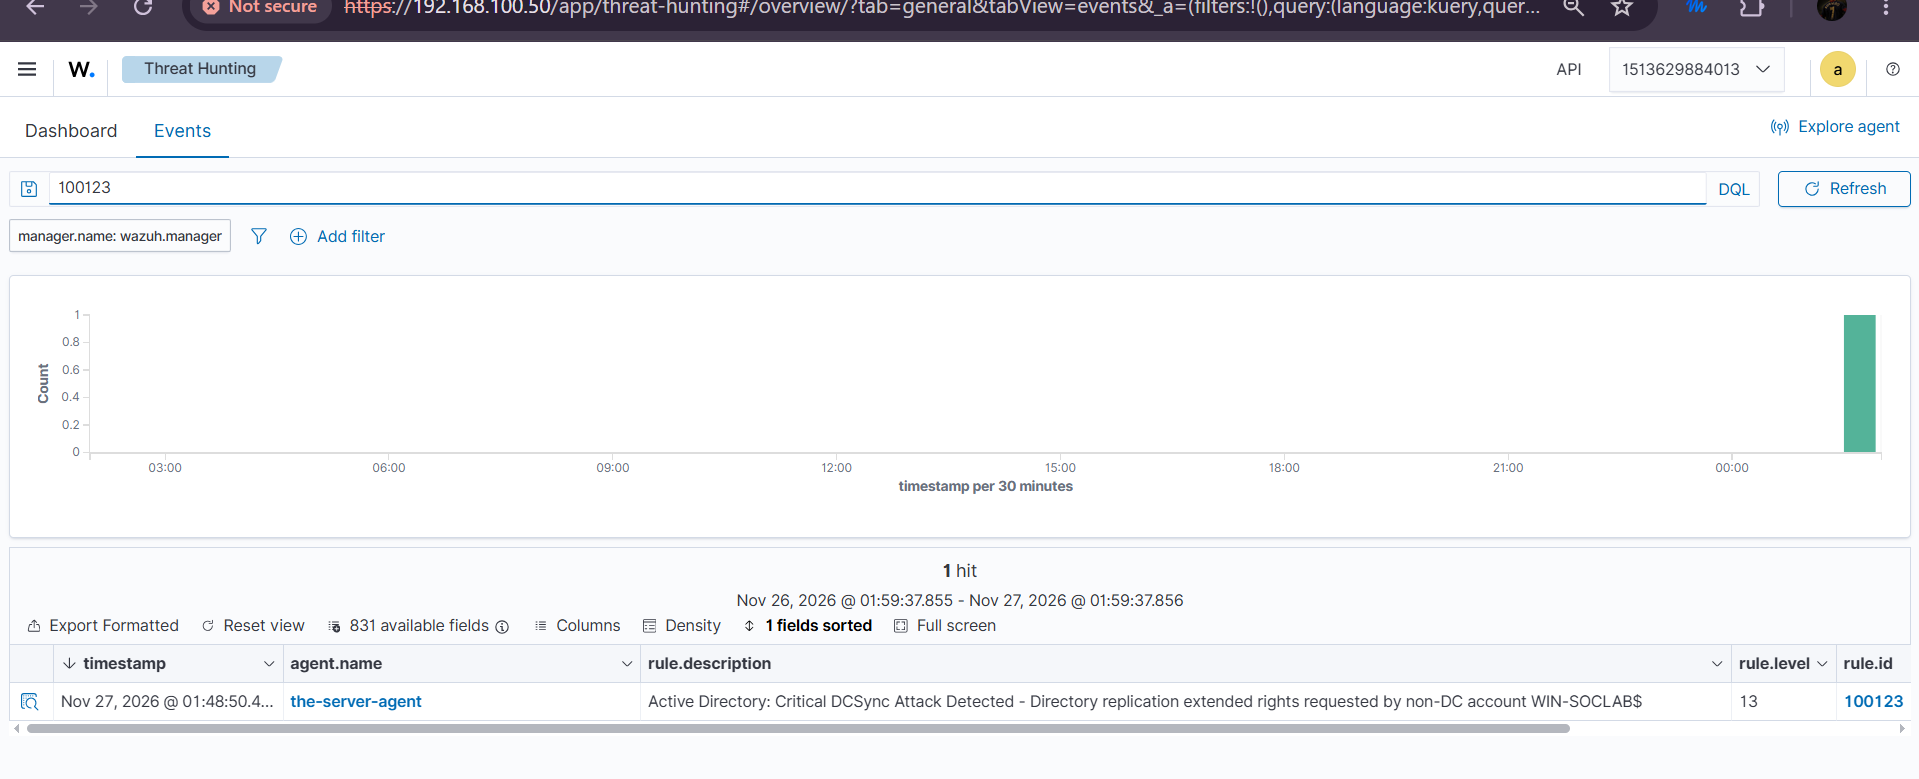 Not secure https://192.168.100.50/app/threat-hunting#/overview/?tab=general&tabView=events&_a=(filters:!(),query:(language:kuery,quer...
W. Threat Hunting API 1513629884013 a
Dashboard Events Explore agent
100123 DQL Refresh
manager.name: wazuh.manager Add filter
1
0.8
0.6
0.4
0.2
0
Count
03:00 06:00 09:00 12:00 15:00 18:00 21:00 00:00
timestamp per 30 minutes
1 hit
Nov 26, 2026 @ 01:59:37.855 - Nov 27, 2026 @ 01:59:37.856
Export Formatted Reset view 831 available fields Columns Density 1 fields sorted Full screen
timestamp agent.name rule.description rule.level rule.id
Nov 27, 2026 @ 01:48:50.4... the-server-agent Active Directory: Critical DCSync Attack Detected - Directory replication extended rights requested by non-DC account WIN-SOCLAB$ 13 100123